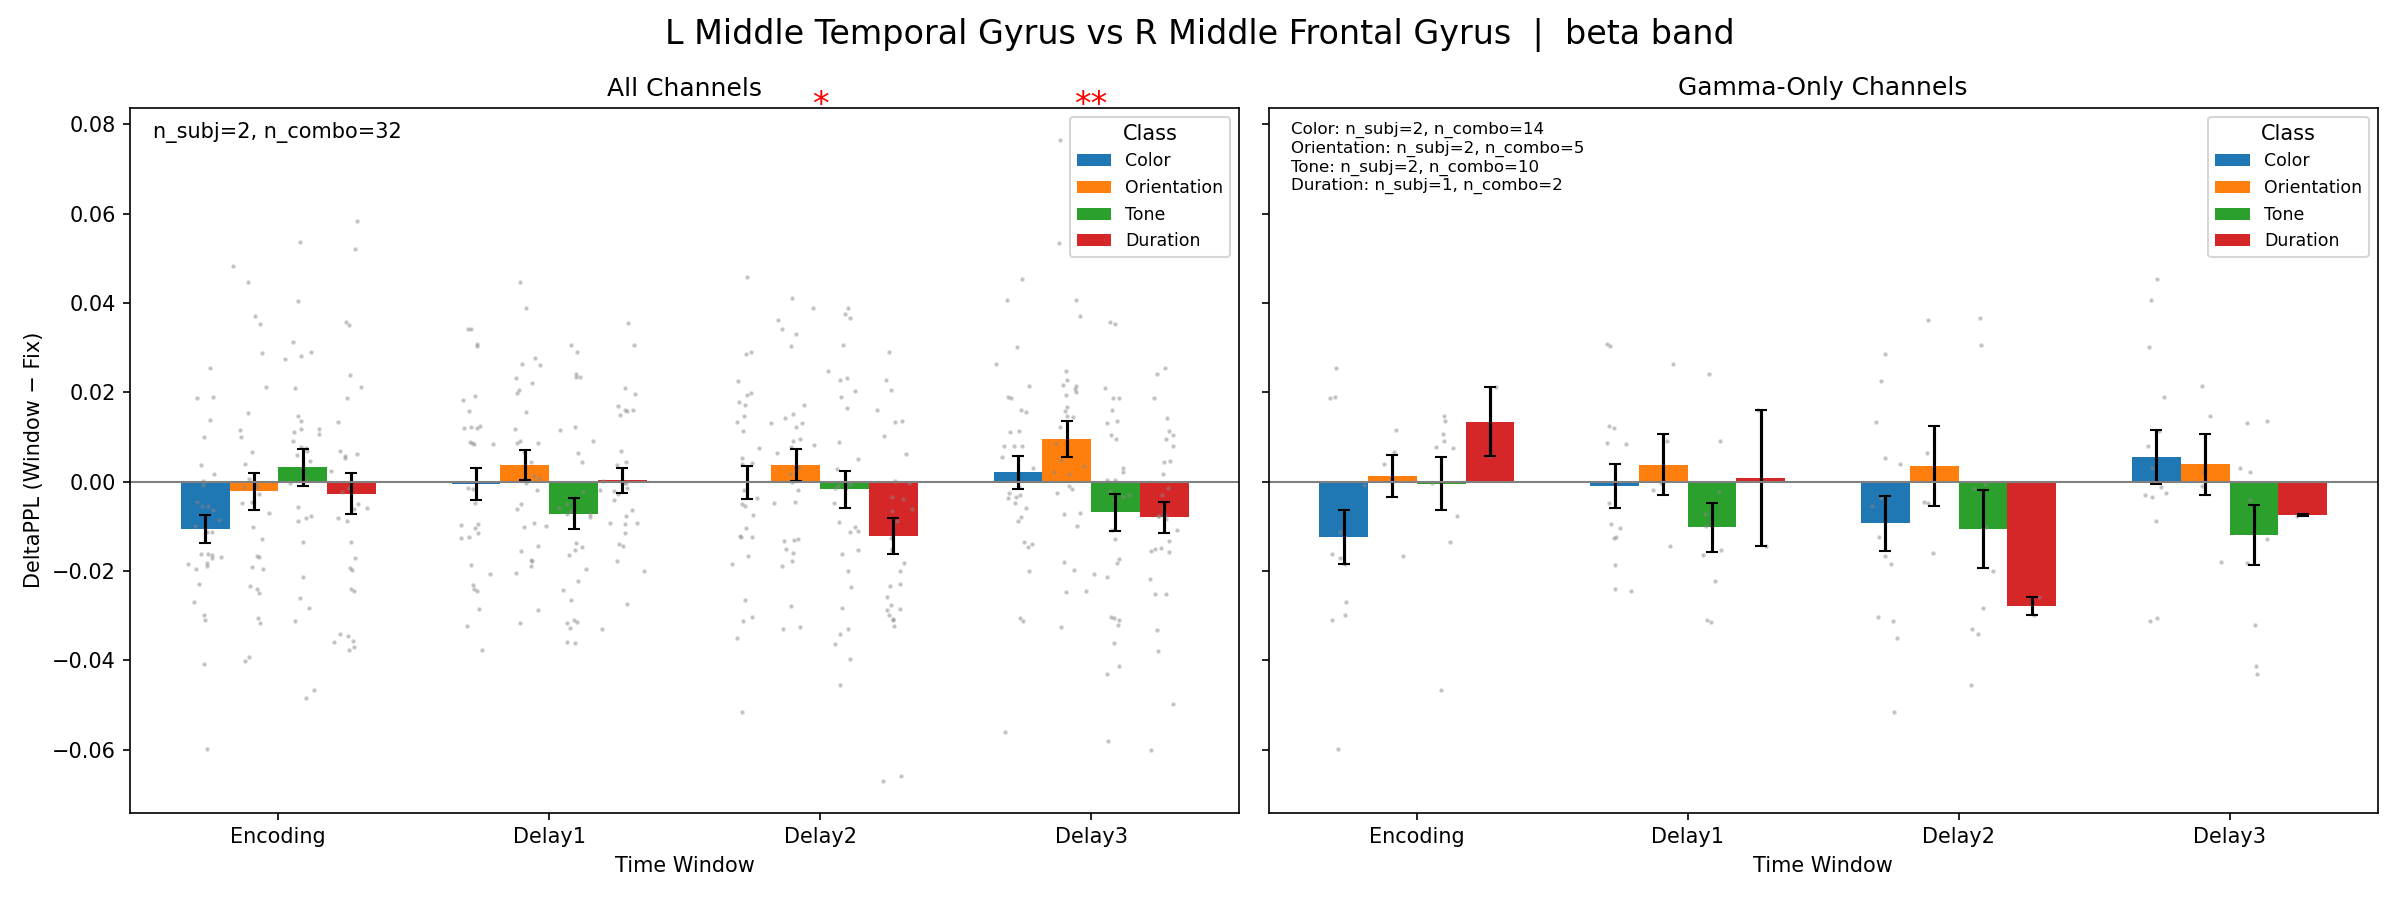 L Middle Temporal Gyrus vs R Middle Frontal Gyrus | beta band
All Channels
*
**
n_subj=2, n_combo=32
Class
Color
Orientation
Tone
Duration
DeltaPPL (Window − Fix)
0.08
0.06
0.04
0.02
0.00
−0.02
−0.04
−0.06
Encoding
Delay1
Delay2
Delay3
Time Window
Gamma-Only Channels
Color: n_subj=2, n_combo=14
Orientation: n_subj=2, n_combo=5
Tone: n_subj=2, n_combo=10
Duration: n_subj=1, n_combo=2
Class
Color
Orientation
Tone
Duration
Encoding
Delay1
Delay2
Delay3
Time Window